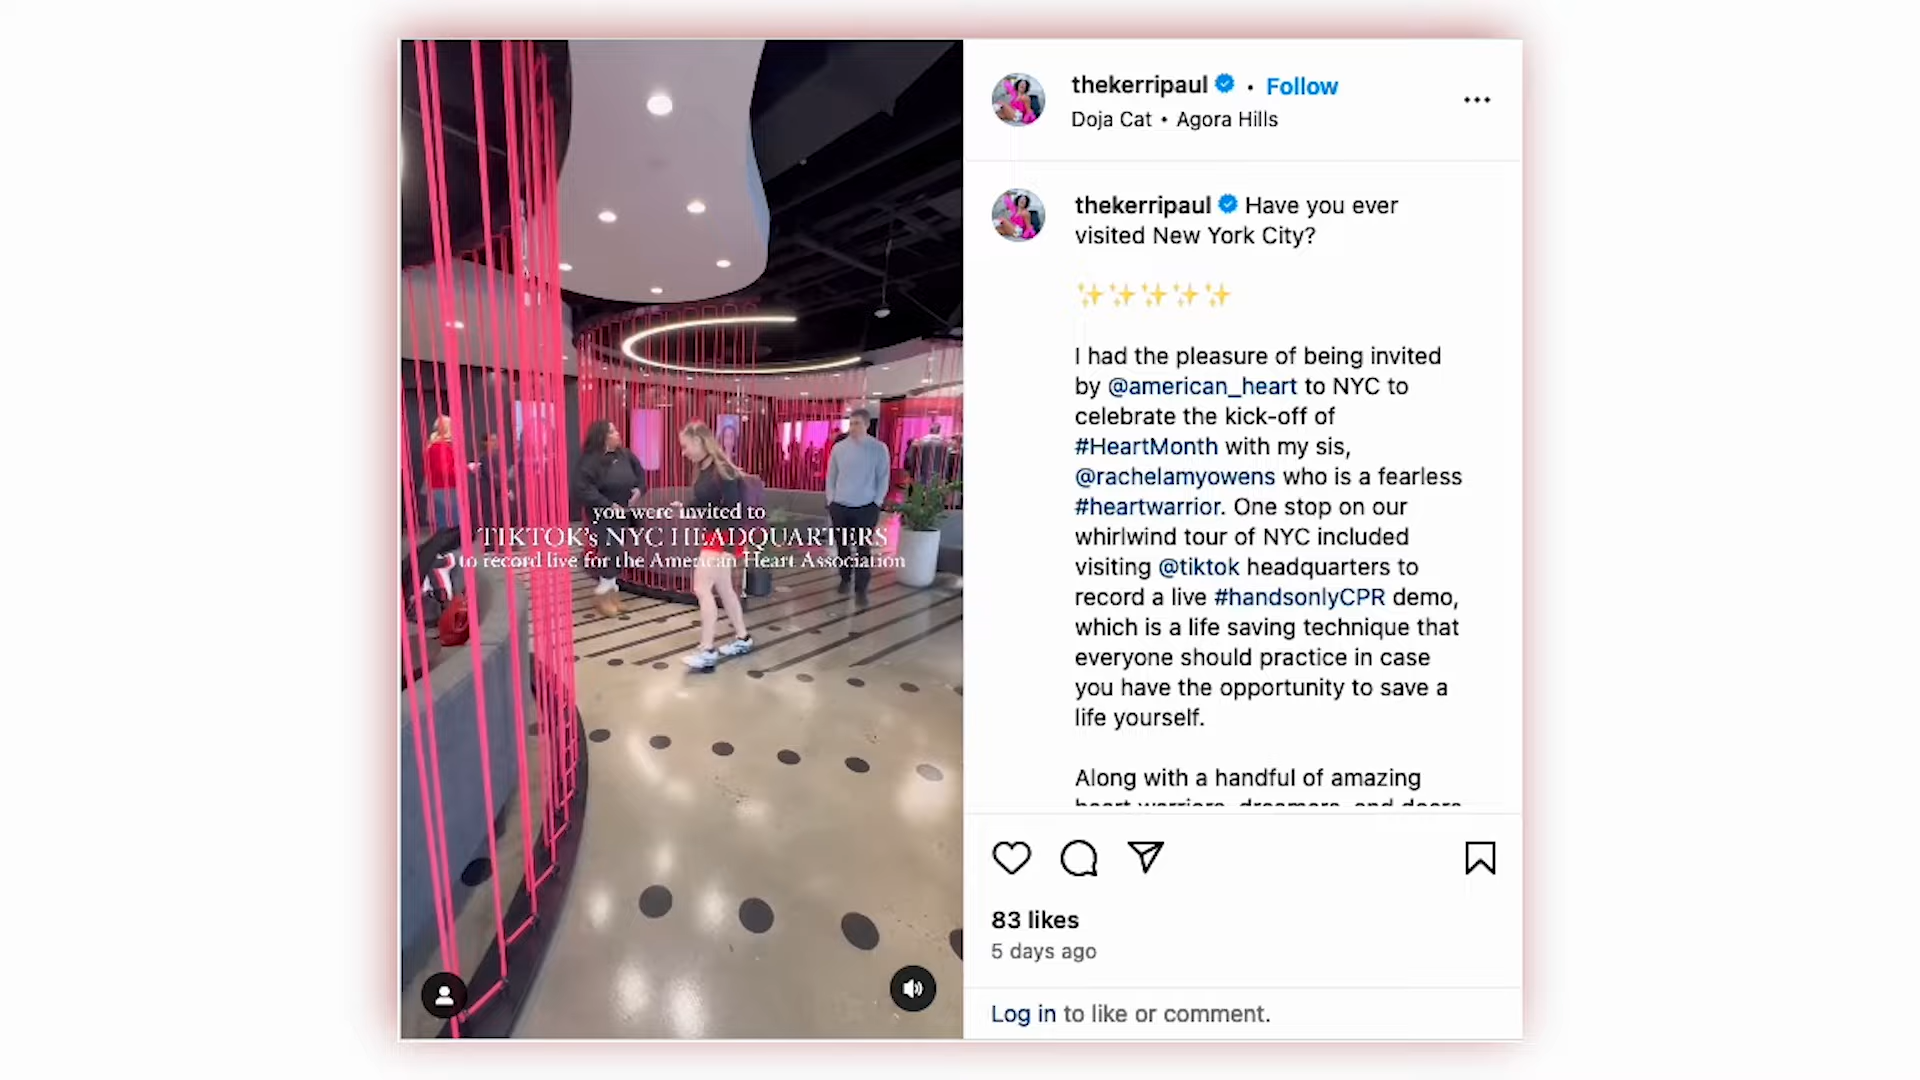 you were invited to
TIKTOK's NYC HEADQUARTERS
to record live for the American Heart Association
thekerripaul • Follow
Doja Cat • Agora Hills
thekerripaul Have you ever
visited New York City?
✨✨✨✨✨
I had the pleasure of being invited
by @american_heart to NYC to
celebrate the kick-off of
#HeartMonth with my sis,
@rachelamyowens who is a fearless
#heartwarrior. One stop on our
whirlwind tour of NYC included
visiting @tiktok headquarters to
record a live #handsonlyCPR demo,
which is a life saving technique that
everyone should practice in case
you have the opportunity to save a
life yourself.
Along with a handful of amazing
heart warriors, dreamers, and doers
83 likes
5 days ago
Log in to like or comment.